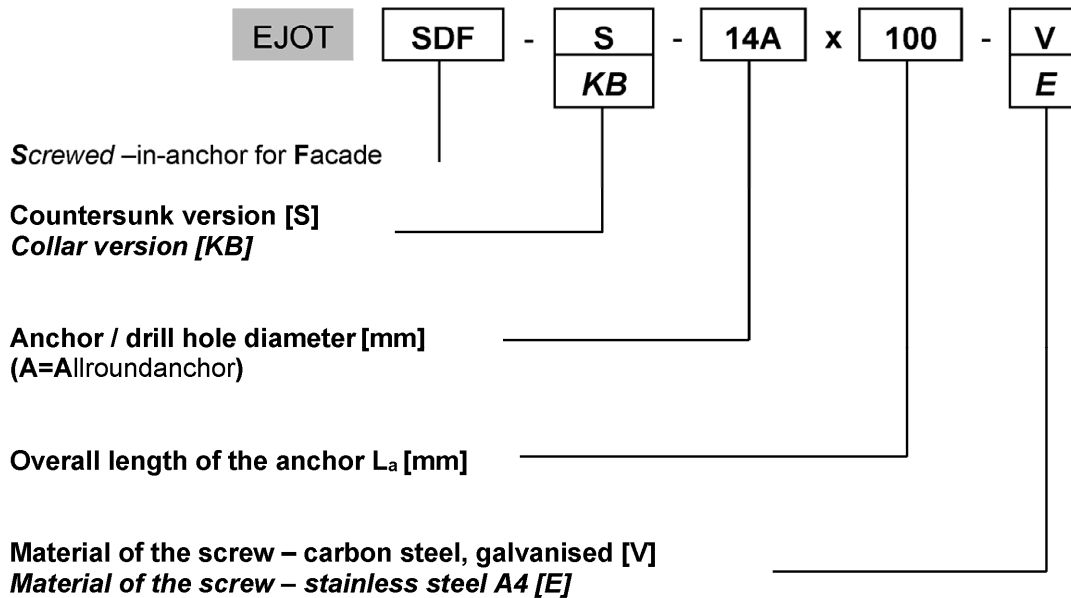 EJOT SDF - S - 14A x 100 - V
KB E
Screwed –in-anchor for Facade
Countersunk version [S]
Collar version [KB]
Anchor / drill hole diameter [mm]
(A=Allroundanchor)
Overall length of the anchor La [mm]
Material of the screw – carbon steel, galvanised [V]
Material of the screw – stainless steel A4 [E]